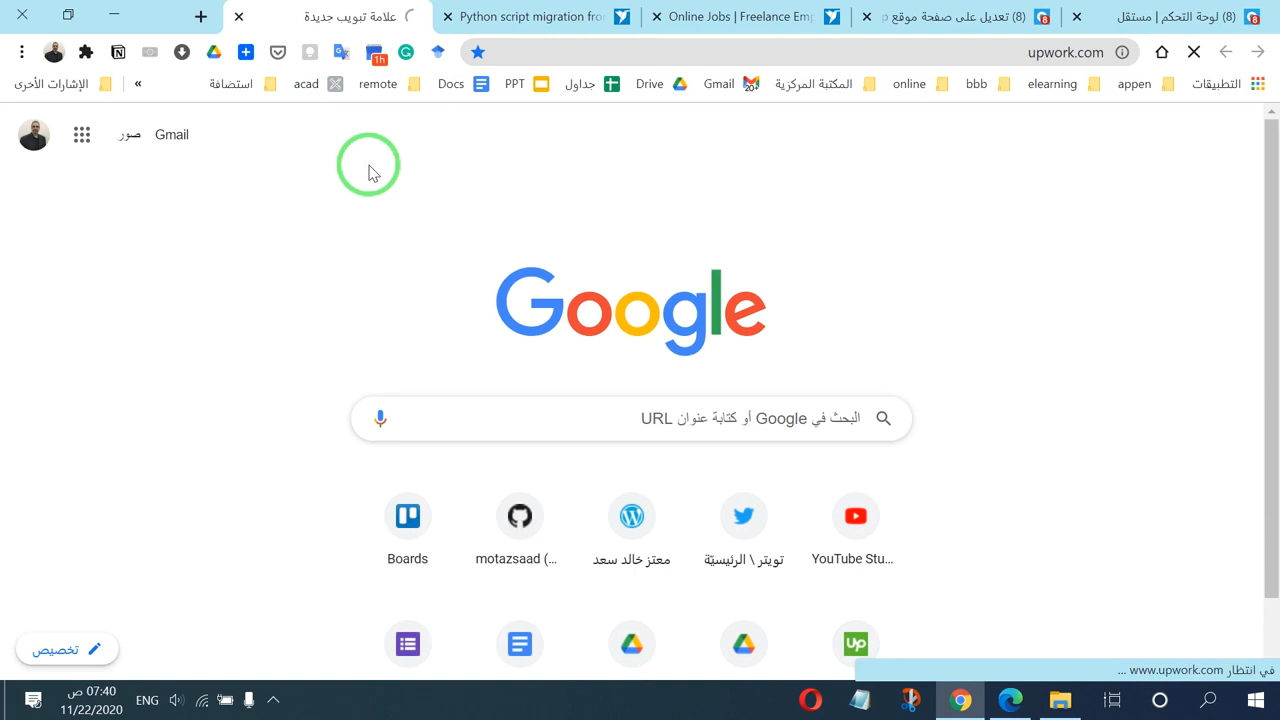 (8) لوحة التحكم | مستقل
(8) تعديل على صفحة موقع
Online Jobs | Freelance Emp
Python script migration fro
علامة تبويب جديدة
upwork.com
1h
التطبيقات
appen
elearning
bbb
online
المكتبة المركزية
20+
Gmail
Drive
جداول
PPT
Docs
remote
acad
استضافة
»
الإشارات الأخرى
Gmail
صور
Google
البحث في Google أو كتابة عنوان URL
YouTube Stu...
تويتر \ الرئيسيّة
معتز خالد سعد
motazsaad (...
Boards
up
تخصيص
في انتظار www.upwork.com ...
07:40 ص
ENG
11/22/2020